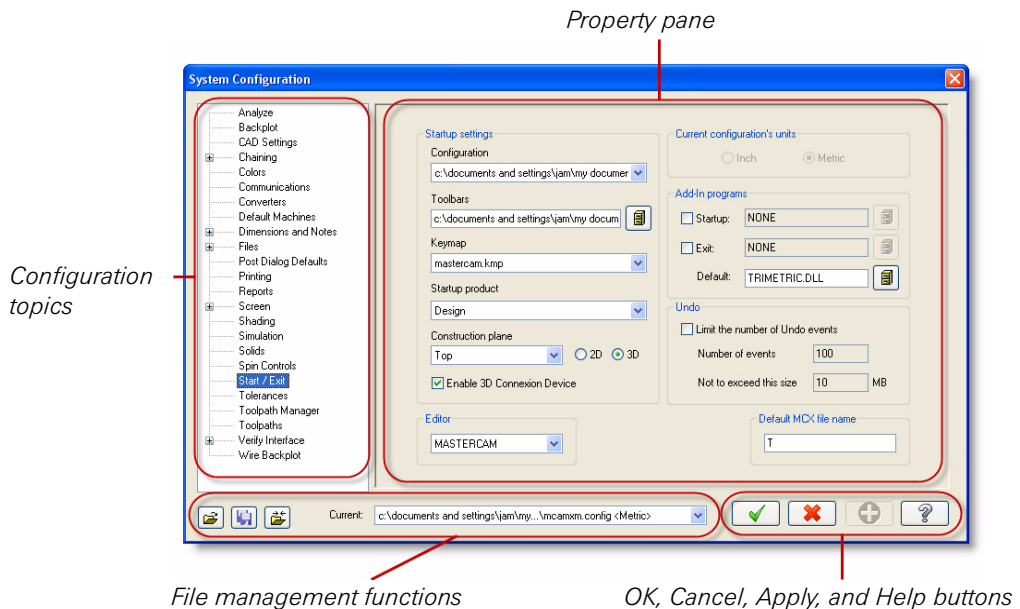 Property pane
System Configuration
Analyze
Backplot
CAD Settings
Chaining
Colors
Communications
Converters
Default Machines
Dimensions and Notes
Files
Post Dialog Defaults
Printing
Reports
Screen
Shading
Simulation
Solids
Spin Controls
Start / Exit
Tolerances
Toolpath Manager
Toolpaths
Verify Interface
Wire Backplot
Configuration
topics
Startup settings
Configuration
c:\documents and settings\jam\my documer
Toolbars
c:\documents and settings\jam\my docum
Keymap
mastercam.kmp
Startup product
Design
Construction plane
Top 2D 3D
Enable 3D Connexion Device
Editor
MASTERCAM
Current configuration's units
Inch Metric
Add-In programs
Startup: NONE
Exit: NONE
Default: TRIMETRIC.DLL
Undo
Limit the number of Undo events
Number of events 100
Not to exceed this size 10 MB
Default MCX file name
T
Current: c:\documents and settings\jam\my...\mcamxm.config <Metric>
File management functions
OK, Cancel, Apply, and Help buttons